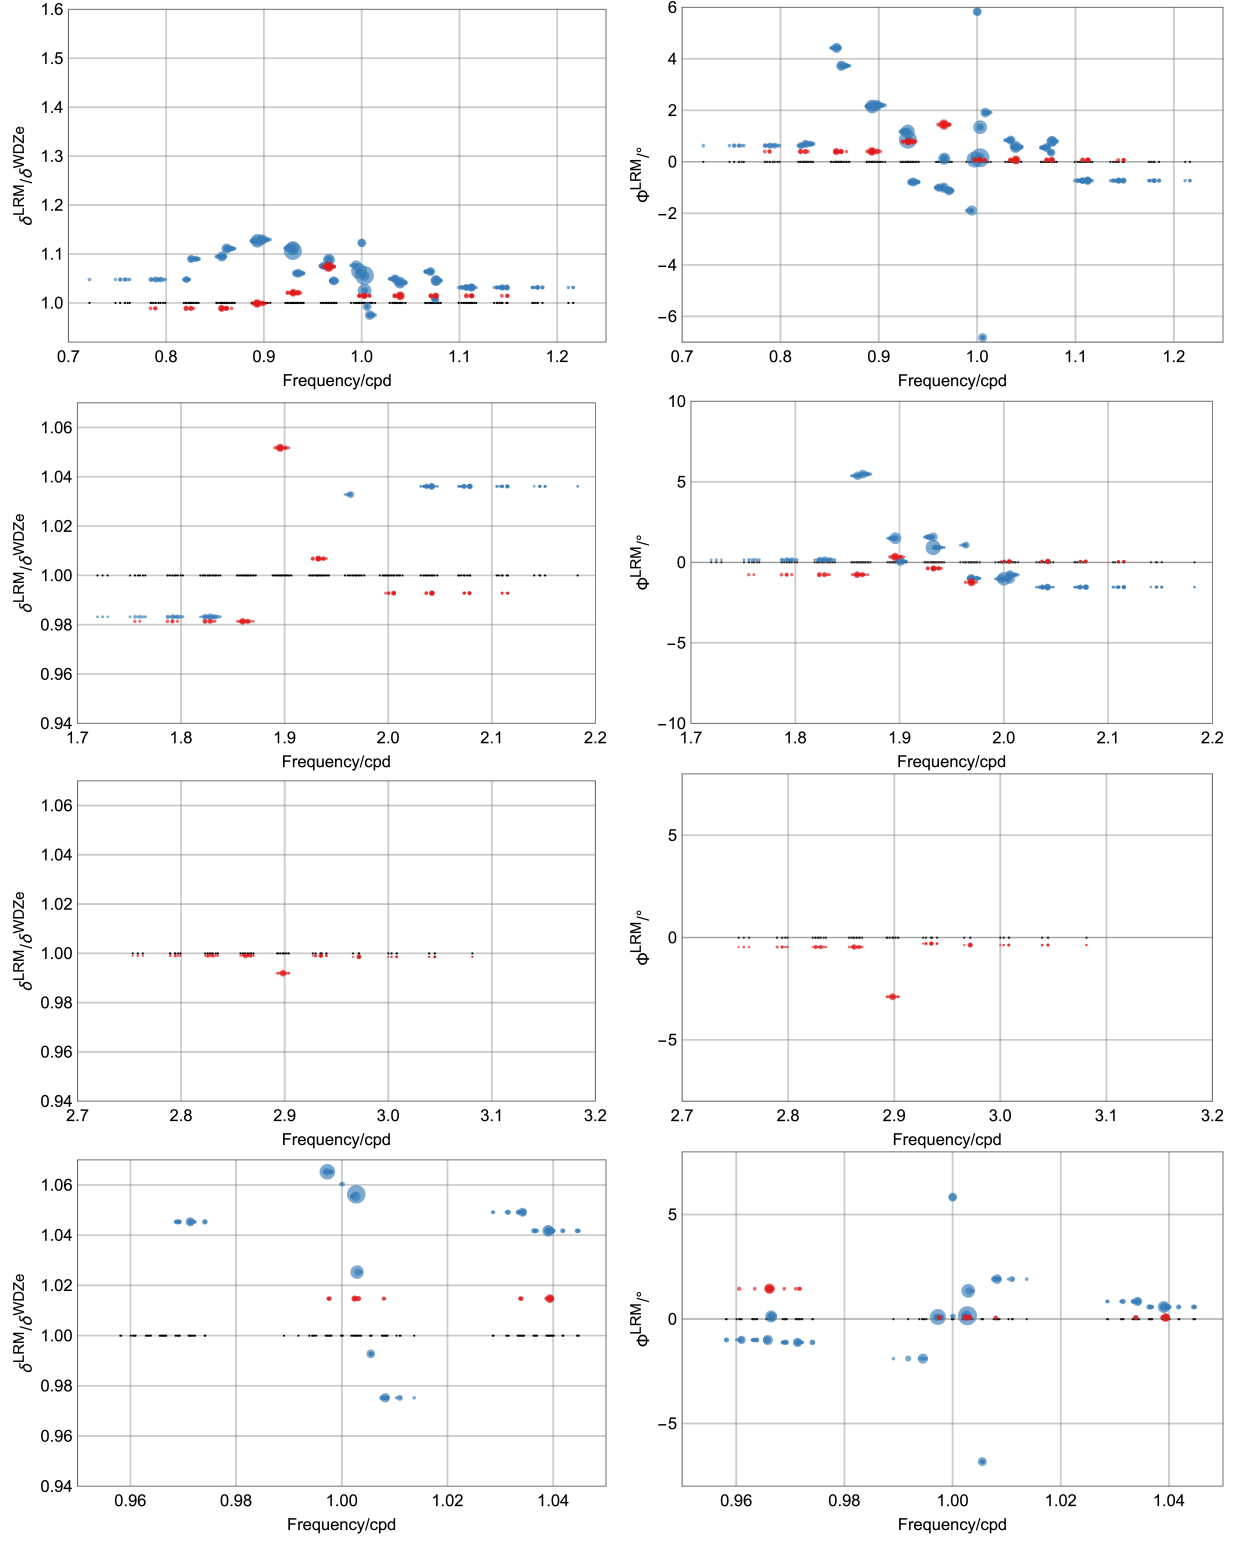 1.6
1.5
1.4
1.3
1.2
1.1
1.0
0.7 0.8 0.9 1.0 1.1 1.2
Frequency/cpd
δLRM/δWDZe
6
4
2
0
−2
−4
−6
0.7 0.8 0.9 1.0 1.1 1.2
Frequency/cpd
ΦLRM/°
1.06
1.04
1.02
1.00
0.98
0.96
0.94
1.7 1.8 1.9 2.0 2.1 2.2
Frequency/cpd
δLRM/δWDZe
10
5
0
−5
−10
1.7 1.8 1.9 2.0 2.1 2.2
Frequency/cpd
ΦLRM/°
1.06
1.04
1.02
1.00
0.98
0.96
0.94
2.7 2.8 2.9 3.0 3.1 3.2
Frequency/cpd
δLRM/δWDZe
5
0
−5
2.7 2.8 2.9 3.0 3.1 3.2
Frequency/cpd
ΦLRM/°
1.06
1.04
1.02
1.00
0.98
0.96
0.94
0.96 0.98 1.00 1.02 1.04
Frequency/cpd
δLRM/δWDZe
5
0
−5
0.96 0.98 1.00 1.02 1.04
Frequency/cpd
ΦLRM/°